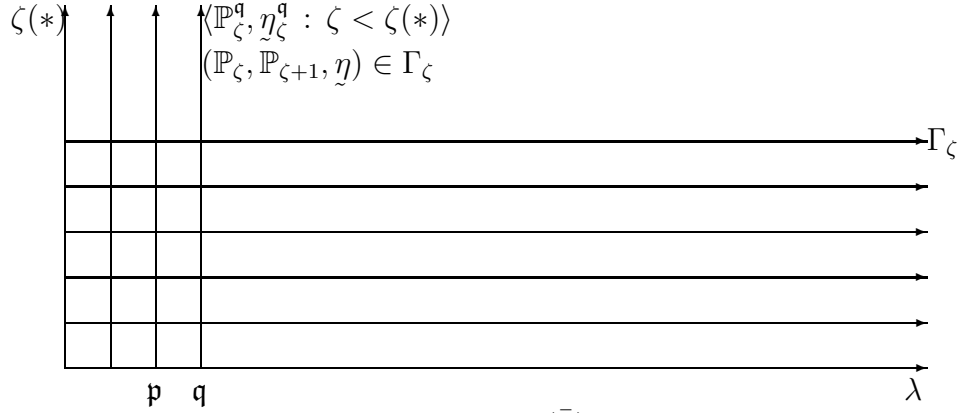 ζ(*) ⟨ℙ^𝔮_ζ, η̰^𝔮_ζ : ζ < ζ(*)⟩
(ℙ_ζ, ℙ_{ζ+1}, η̰) ∈ Γ_ζ
Γ_ζ
𝔭 𝔮 λ